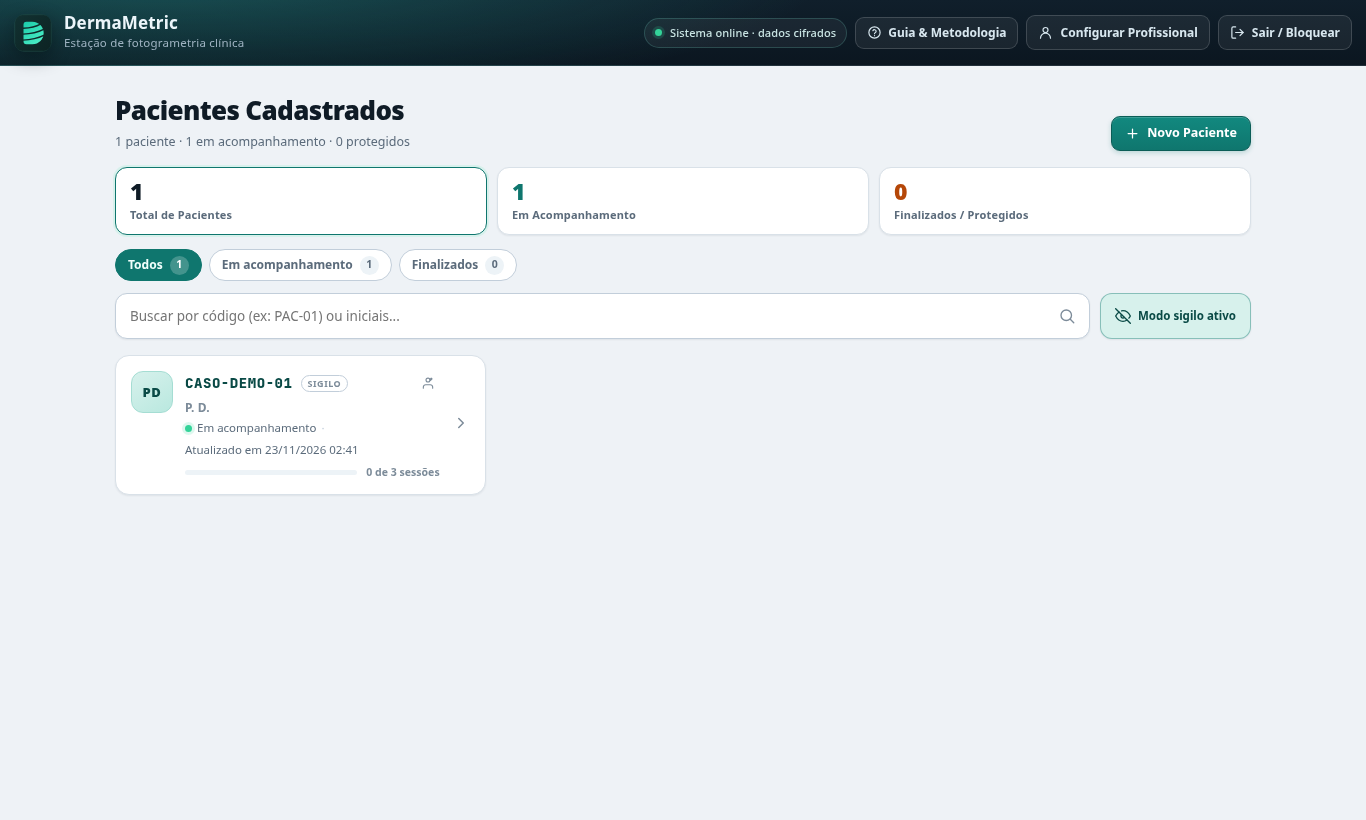 DermaMetric
Estação de fotogrametria clínica
Sistema online · dados cifrados
Guia & Metodologia
Configurar Profissional
Sair / Bloquear
Pacientes Cadastrados
1 paciente · 1 em acompanhamento · 0 protegidos
Novo Paciente
1
Total de Pacientes
1
Em Acompanhamento
0
Finalizados / Protegidos
Todos 1
Em acompanhamento 1
Finalizados 0
Buscar por código (ex: PAC-01) ou iniciais...
Modo sigilo ativo
PD
CASO-DEMO-01 SIGILO
P. D.
Em acompanhamento ·
Atualizado em 23/11/2026 02:41
0 de 3 sessões